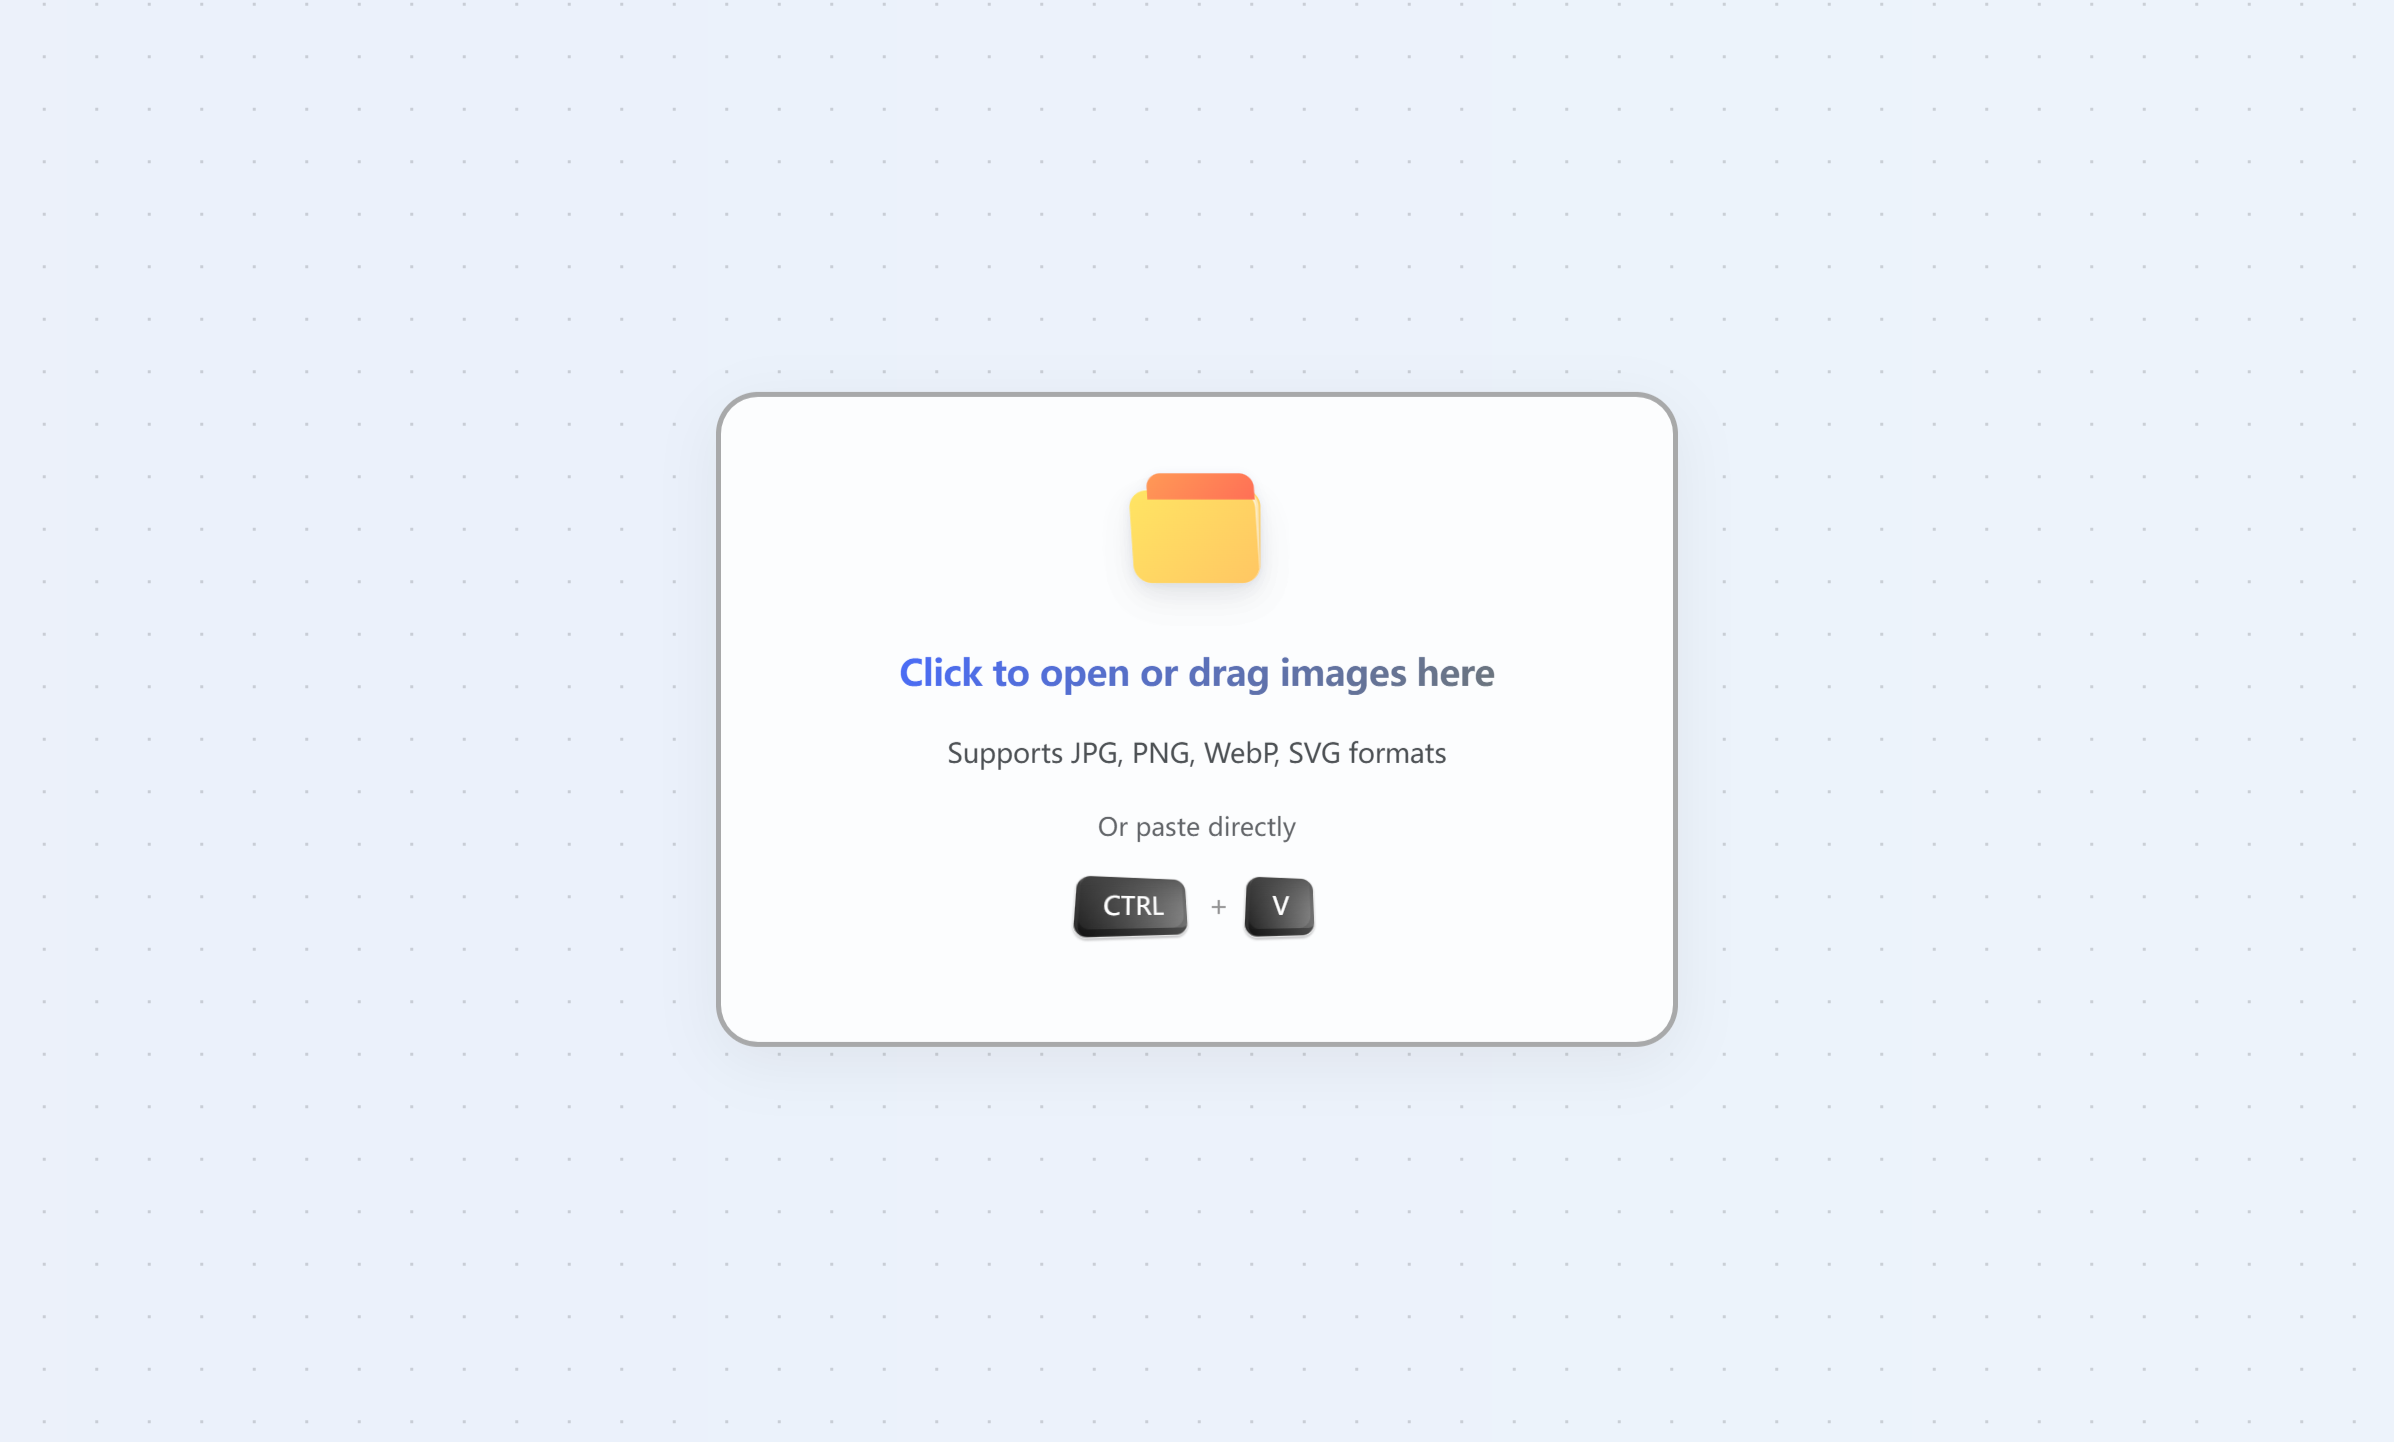 Click to open or drag images here
Supports JPG, PNG, WebP, SVG formats
Or paste directly
CTRL + V